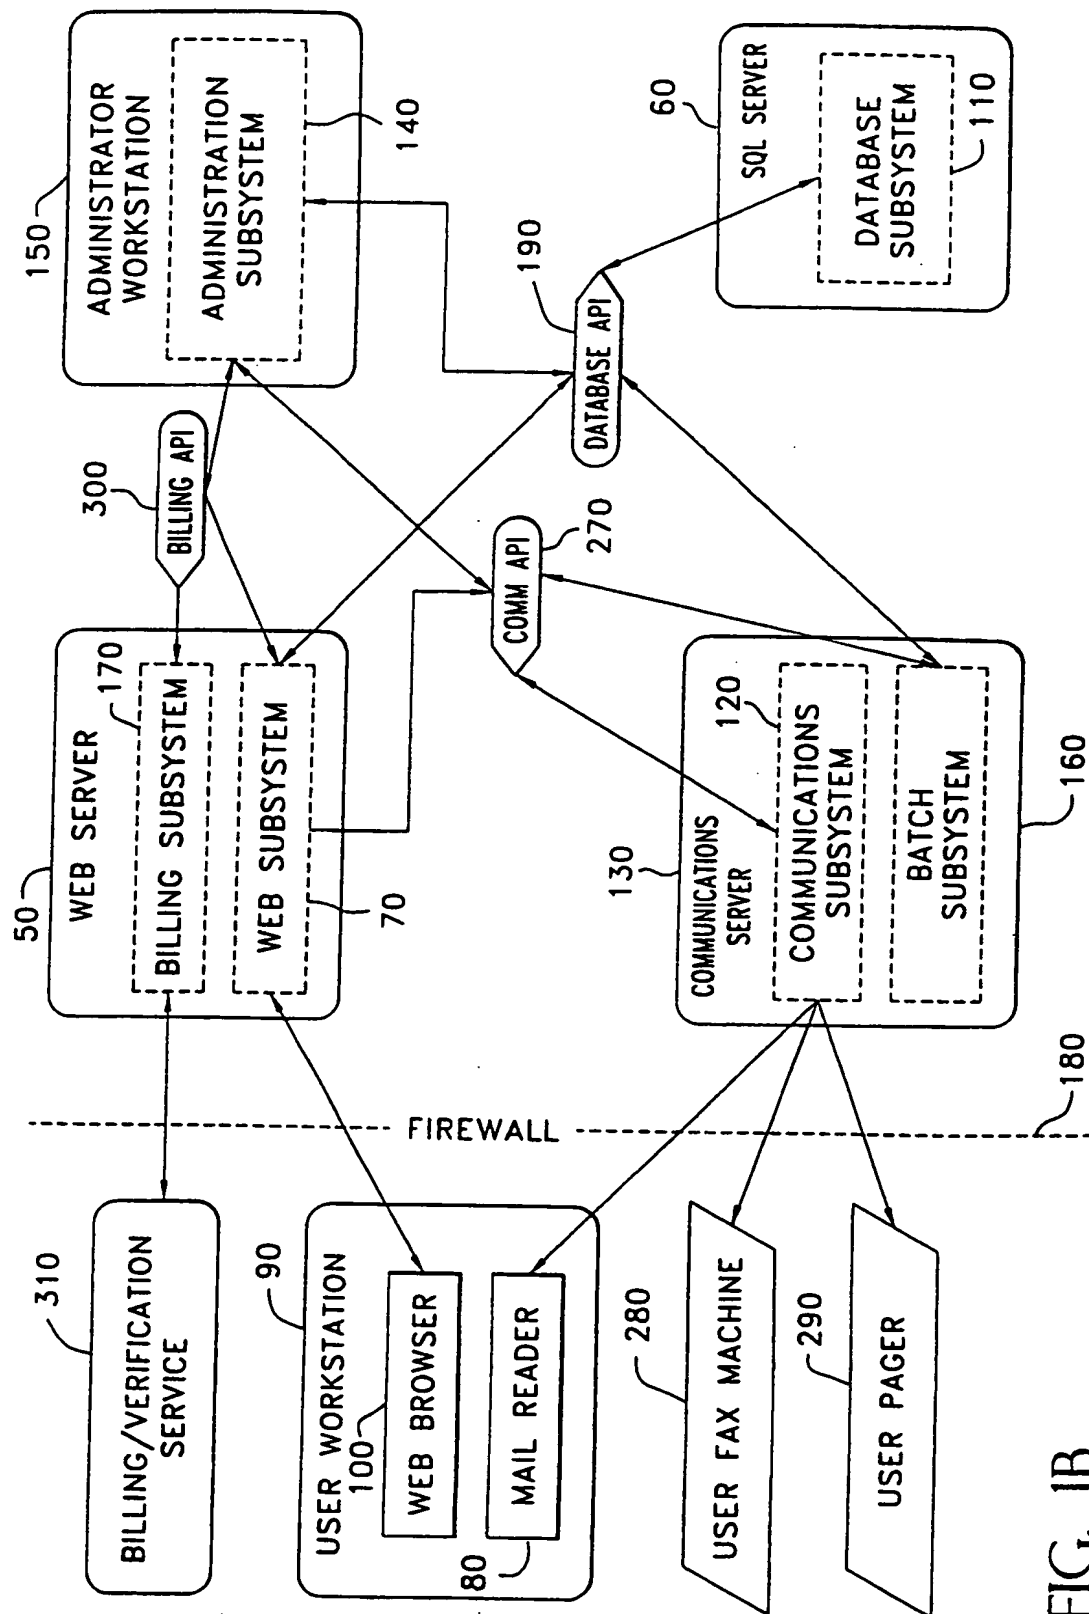 310
BILLING/VERIFICATION
SERVICE
90
USER WORKSTATION
100
WEB BROWSER
MAIL READER
80
280
USER FAX MACHINE
290
USER PAGER
FIREWALL
180
50
WEB SERVER
170
BILLING SUBSYSTEM
WEB SUBSYSTEM
70
130
COMMUNICATIONS
SERVER
120
COMMUNICATIONS
SUBSYSTEM
BATCH
SUBSYSTEM
160
300
BILLING API
COMM API
270
DATABASE API
190
150
ADMINISTRATOR
WORKSTATION
ADMINISTRATION
SUBSYSTEM
140
60
SQL SERVER
DATABASE
SUBSYSTEM
110
FIG. 1B